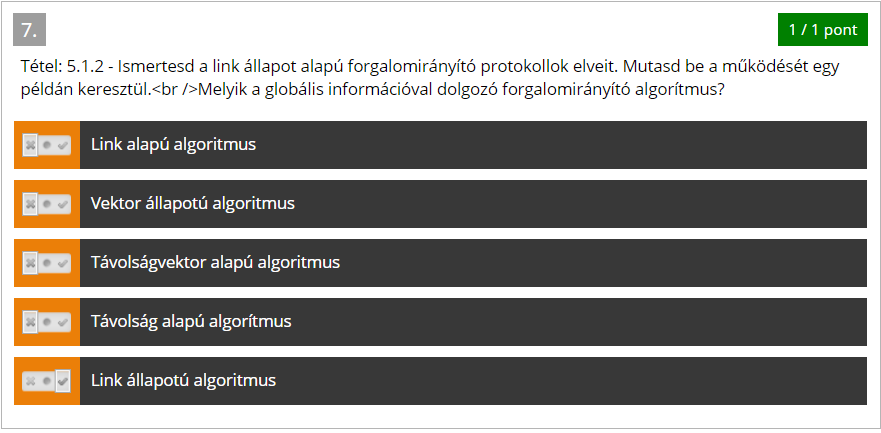 7.
1 / 1 pont
Tétel: 5.1.2 - Ismertesd a link állapot alapú forgalomirányító protokollok elveit. Mutasd be a működését egy
példán keresztül.<br />Melyik a globális információval dolgozó forgalomirányító algorítmus?
Link alapú algoritmus
Vektor állapotú algoritmus
Távolságvektor alapú algoritmus
Távolság alapú algorítmus
Link állapotú algoritmus